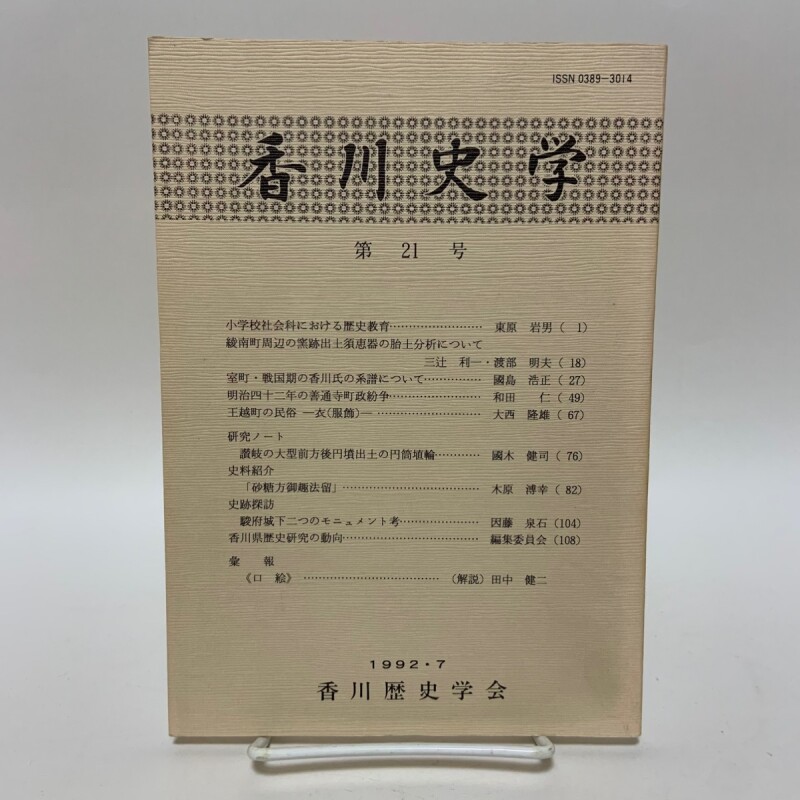 ISSN 0389-3014
香川史学
第 21 号
小学校社会科における歴史教育…………………… 東原 岩男 ( 1)
綾南町周辺の窯跡出土須恵器の胎土分析について
三辻 利一・渡部 明夫 ( 18)
室町・戦国期の香川氏の系譜について…………… 國島 浩正 ( 27)
明治四十二年の善通寺町政紛争…………………… 和田 仁 ( 49)
王越町の民俗 ―衣(服飾)― ……………………… 大西 隆雄 ( 67)
研究ノート
讃岐の大型前方後円墳出土の円筒埴輪………… 國木 健司 ( 76)
史料紹介
「砂糖方御趣法留」……………………………… 木原 溥幸 ( 82)
史跡探訪
駿府城下二つのモニュメント考………………… 因藤 泉石 (104)
香川県歴史研究の動向……………………………… 編集委員会 (108)
彙 報
《口 絵》 ……………………………… (解説) 田中 健二
1992・7
香川歴史学会